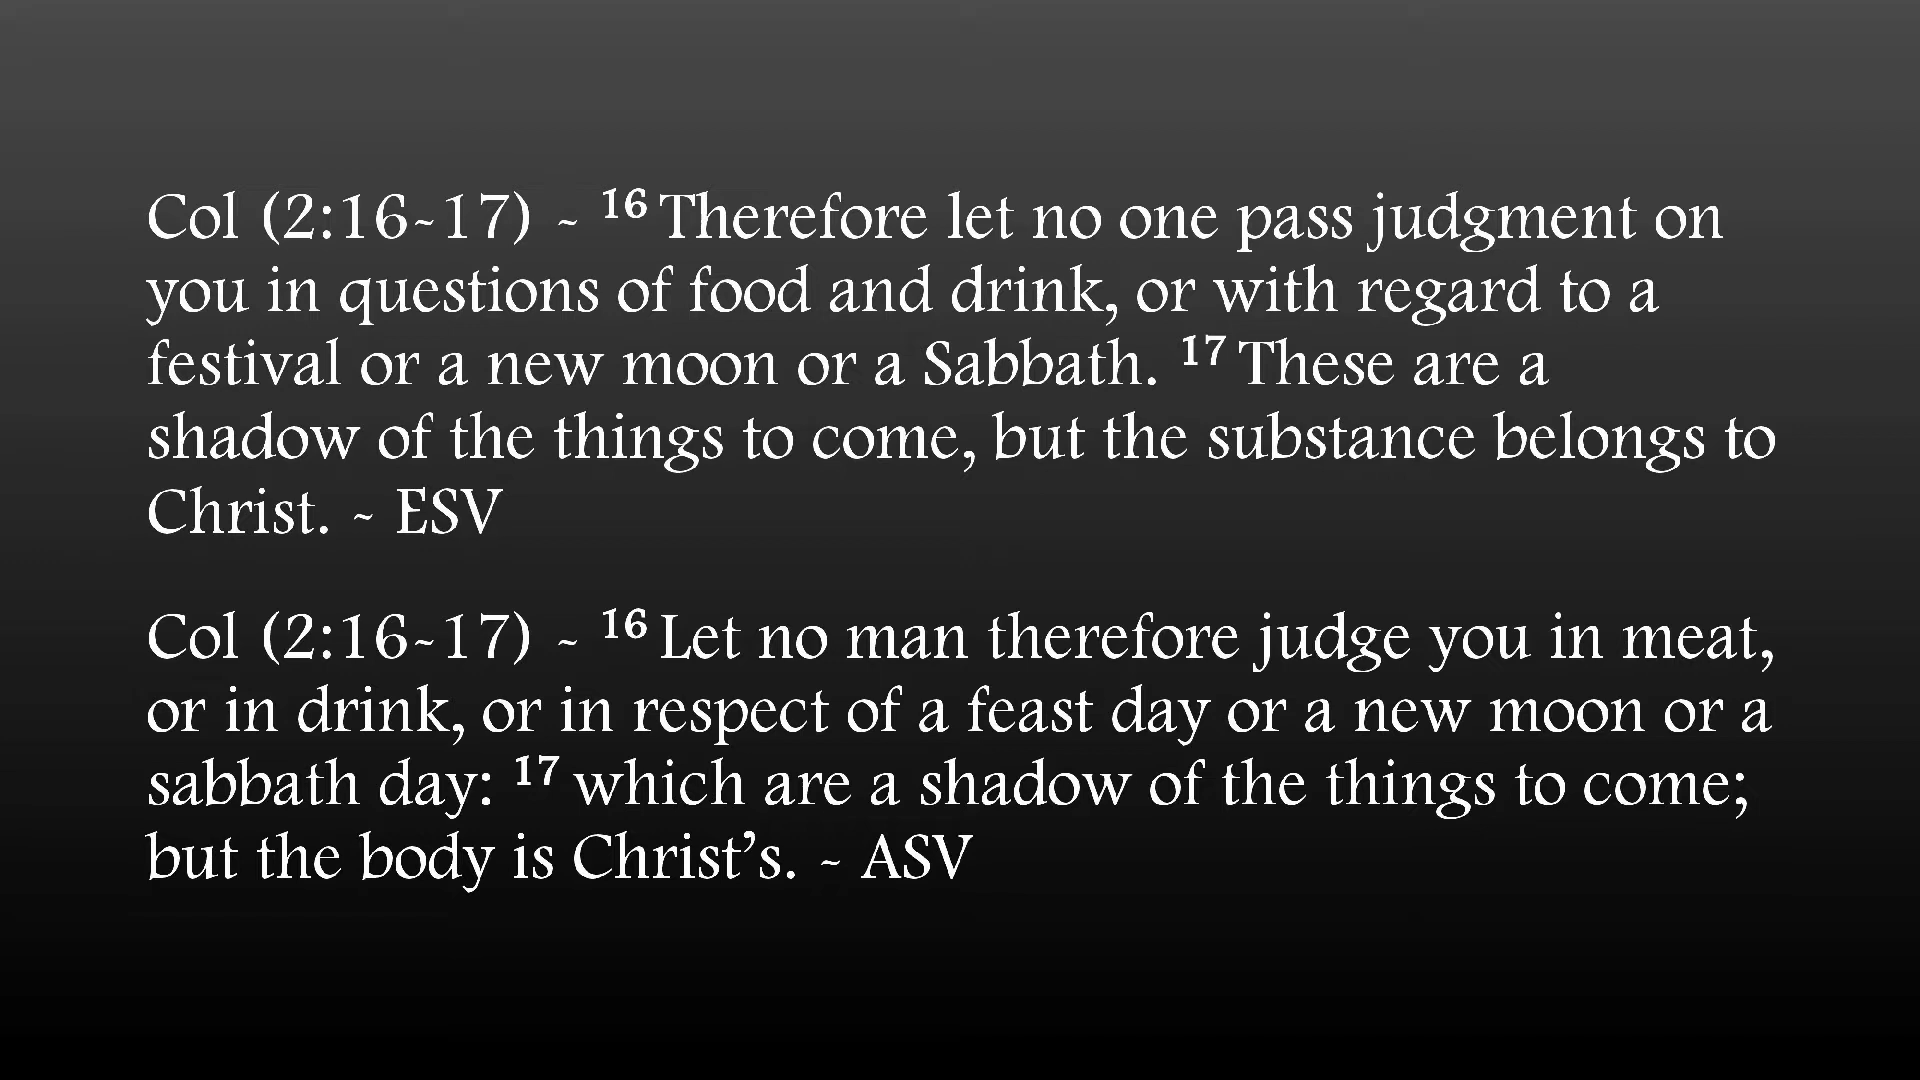 Col (2:16-17) - 16 Therefore let no one pass judgment on
you in questions of food and drink, or with regard to a
festival or a new moon or a Sabbath. 17 These are a
shadow of the things to come, but the substance belongs to
Christ. - ESV
Col (2:16-17) - 16 Let no man therefore judge you in meat,
or in drink, or in respect of a feast day or a new moon or a
sabbath day: 17 which are a shadow of the things to come;
but the body is Christ’s. - ASV